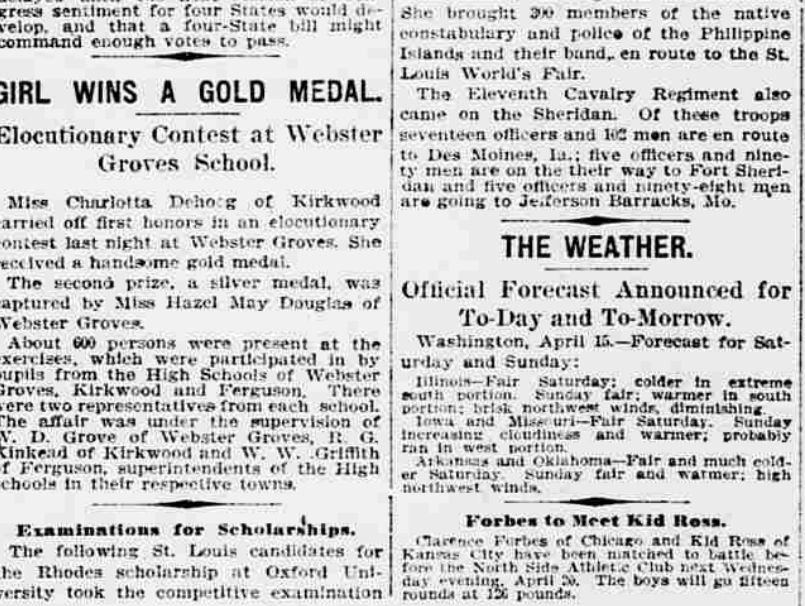 gress sentiment for four States would de-
velop, and that a four-State bill might
command enough votes to pass.
GIRL WINS A GOLD MEDAL.
Elocutionary Contest at Webster
Groves School.
Miss Charlotta Dehorg of Kirkwood
carried off first honors in an elocutionary
contest last night at Webster Groves. She
received a handsome gold medal.
The second prize, a silver medal, was
captured by Miss Hazel May Douglas of
Webster Groves.
About 600 persons were present at the
exercises, which were participated in by
pupils from the High Schools of Webster
Groves, Kirkwood and Ferguson. There
were two representatives from each school.
The affair was under the supervision of
W. D. Grove of Webster Groves, R. G.
Kinkead of Kirkwood and W. W. Griffith
of Ferguson, superintendents of the High
Schools in their respective towns.
Examinations for Scholarships.
The following St. Louis candidates for
the Rhodes scholarship at Oxford Uni-
versity took the competitive examination
She brought 300 members of the native
constabulary and police of the Philippine
Islands and their band, en route to the St.
Louis World's Fair.
The Eleventh Cavalry Regiment also
came on the Sheridan. Of these troops
seventeen officers and 102 men are en route
to Des Moines, Ia.; five officers and nine-
ty men are on the their way to Fort Sheri-
dan and five officers and ninety-eight men
are going to Jefferson Barracks, Mo.
THE WEATHER.
Official Forecast Announced for
To-Day and To-Morrow.
Washington, April 15.—Forecast for Sat-
urday and Sunday:
Illinois—Fair Saturday; colder in extreme
south portion. Sunday fair; warmer in south
portion; brisk northwest winds, diminishing.
Iowa and Missouri—Fair Saturday. Sunday
increasing cloudiness and warmer; probably
ran in west portion.
Arkansas and Oklahoma—Fair and much cold-
er Saturday. Sunday fair and warmer; high
northwest winds.
Forbes to Meet Kid Ross.
Clarence Forbes of Chicago and Kid Ross of
Kansas City have been matched to battle be-
fore the North Side Athletic Club next Wednes-
day evening, April 20. The boys will go fifteen
rounds at 126 pounds.